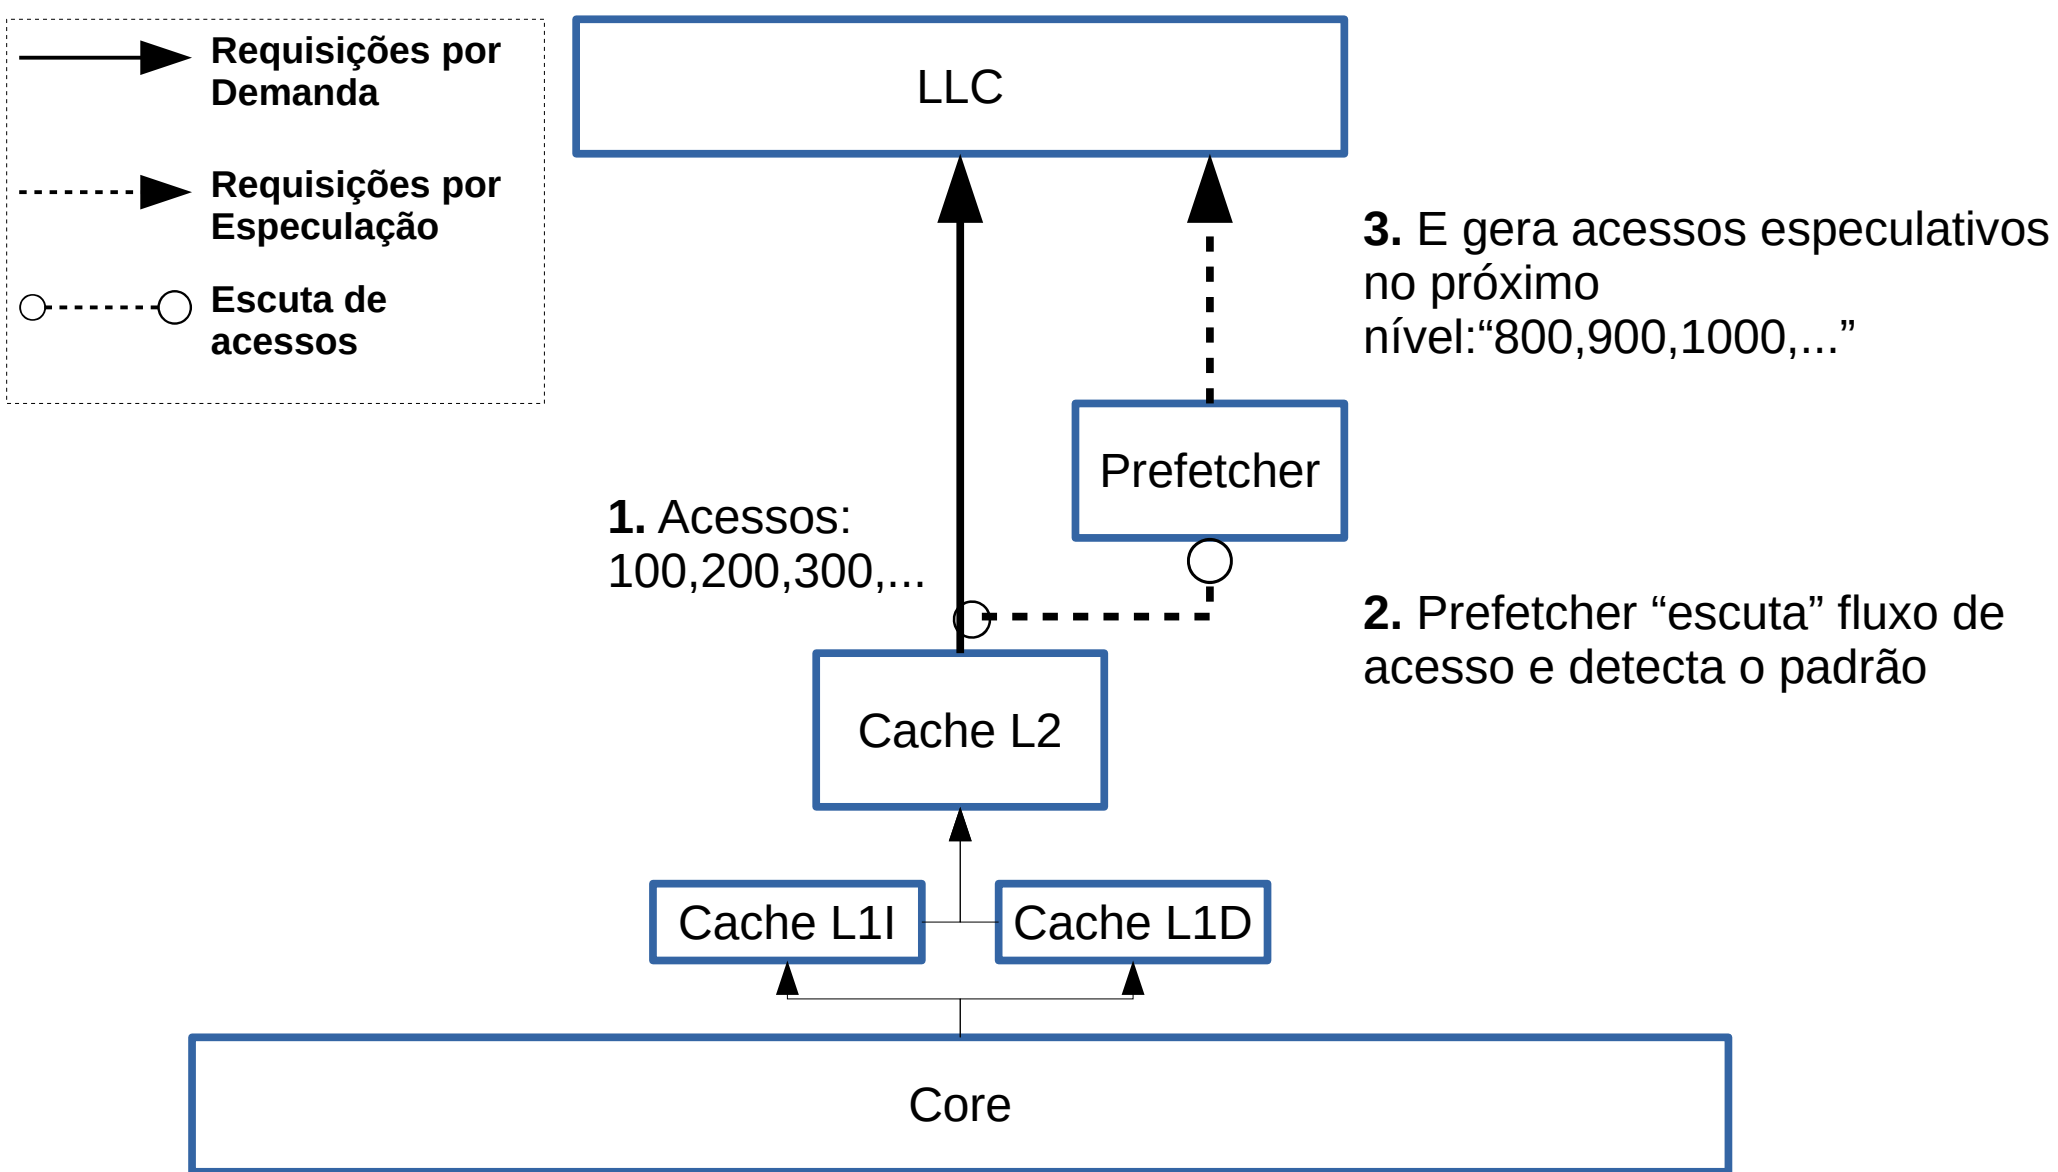 Requisições por
Demanda
Requisições por
Especulação
Escuta de
acessos
LLC
3. E gera acessos especulativos
no próximo
nível:“800,900,1000,...”
Prefetcher
1. Acessos:
100,200,300,...
2. Prefetcher “escuta” fluxo de
acesso e detecta o padrão
Cache L2
Cache L1I
Cache L1D
Core